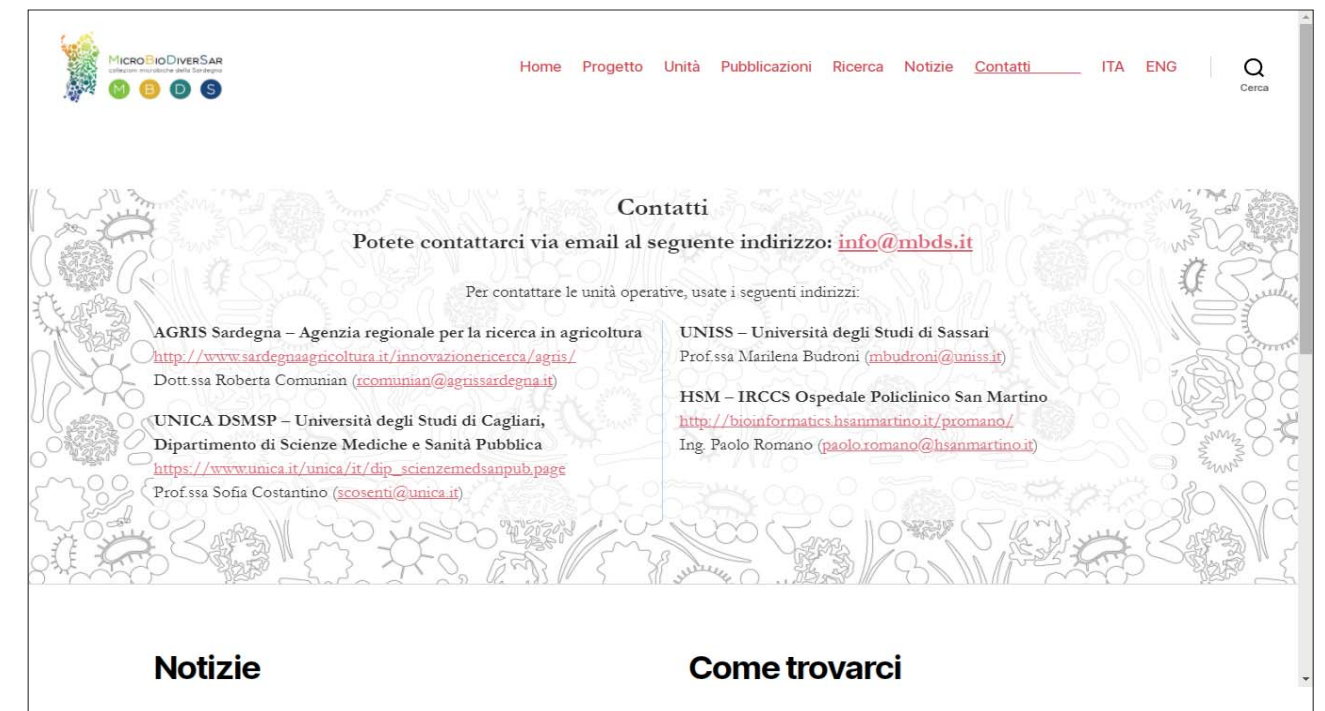 MICROBIODIVERSAR
collezioni microbiche della Sardegna
M B D S
Home Progetto Unità Pubblicazioni Ricerca Notizie Contatti ITA ENG
Cerca
Contatti
Potete contattarci via email al seguente indirizzo: info@mbds.it
Per contattare le unità operative, usate i seguenti indirizzi:
AGRIS Sardegna – Agenzia regionale per la ricerca in agricoltura
http://www.sardegnaagricoltura.it/innovazionericerca/agris/
Dott.ssa Roberta Comunian (rcomunian@agrissardegna.it)
UNICA DSMSP – Università degli Studi di Cagliari,
Dipartimento di Scienze Mediche e Sanità Pubblica
https://www.unica.it/unica/it/dip_scienzemedsanpub.page
Prof.ssa Sofia Costantino (scosenti@unica.it)
UNISS – Università degli Studi di Sassari
Prof.ssa Marilena Budroni (mbudroni@uniss.it)
HSM – IRCCS Ospedale Policlinico San Martino
http://bioinformatics.hsanmartino.it/promano/
Ing. Paolo Romano (paolo.romano@hsanmartino.it)
Notizie
Come trovarci